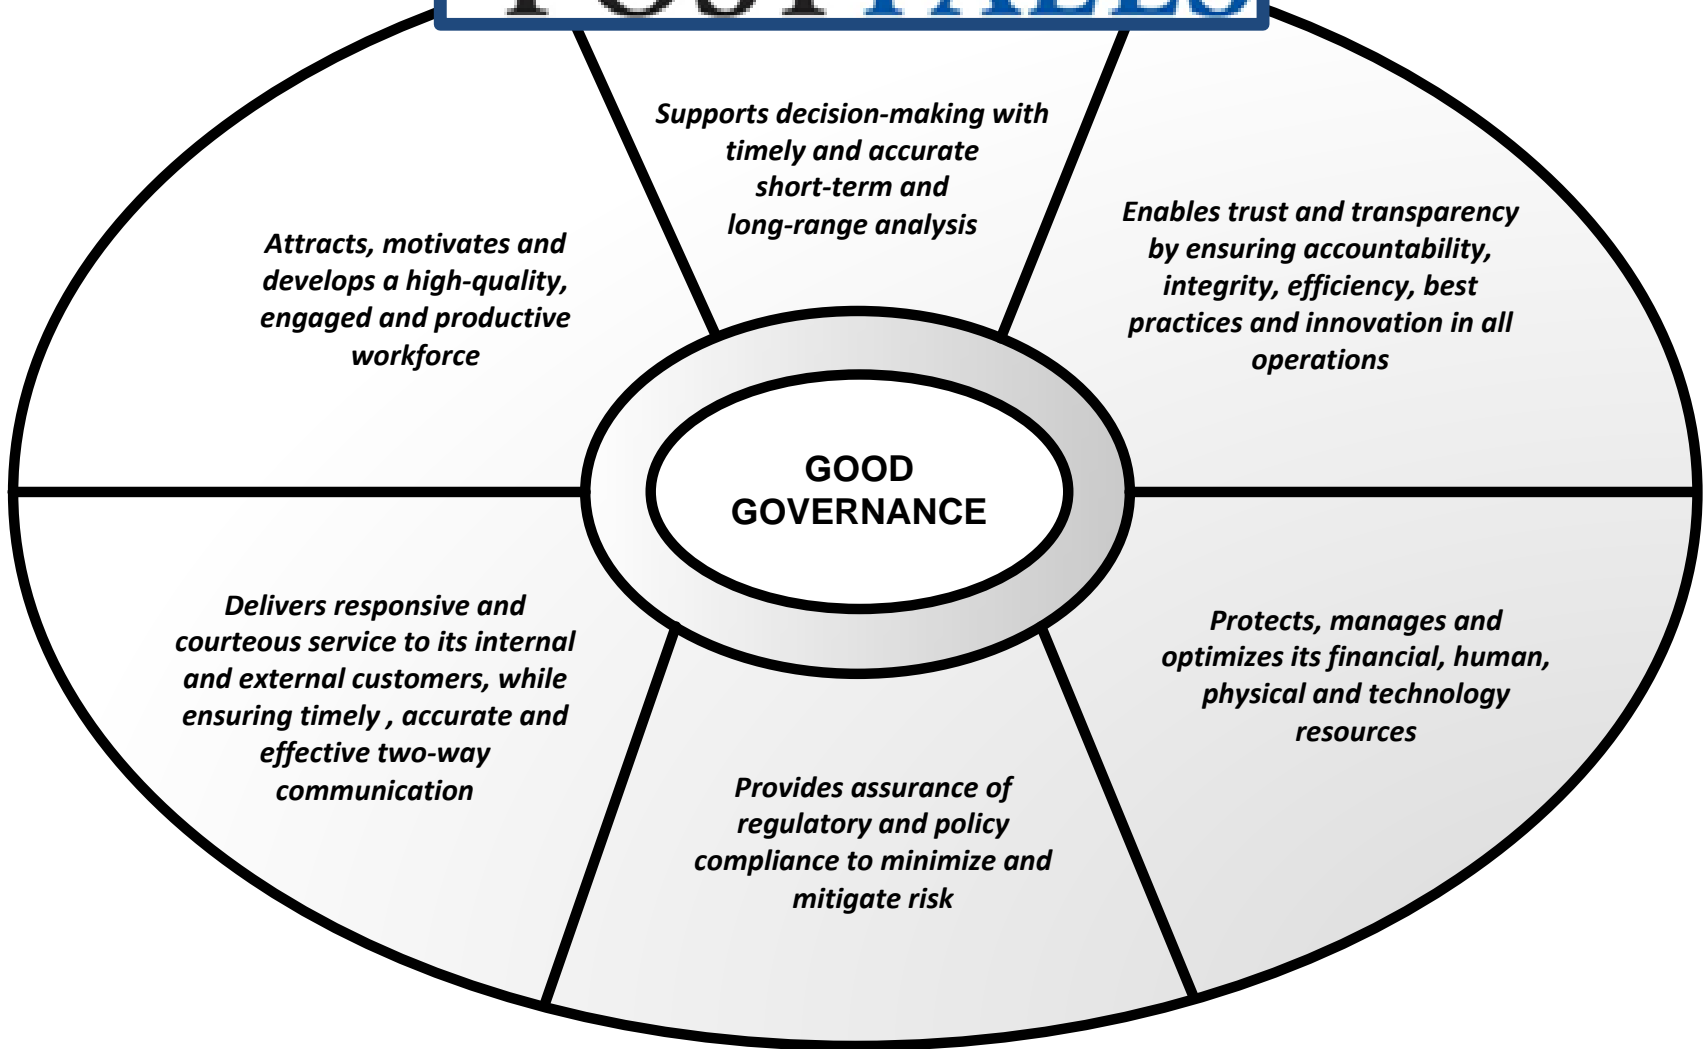 POST FALLS
Supports decision-making with
timely and accurate
short-term and
long-range analysis
Enables trust and transparency
by ensuring accountability,
integrity, efficiency, best
practices and innovation in all
operations
Attracts, motivates and
develops a high-quality,
engaged and productive
workforce
GOOD
GOVERNANCE
Delivers responsive and
courteous service to its internal
and external customers, while
ensuring timely , accurate and
effective two-way
communication
Protects, manages and
optimizes its financial, human,
physical and technology
resources
Provides assurance of
regulatory and policy
compliance to minimize and
mitigate risk